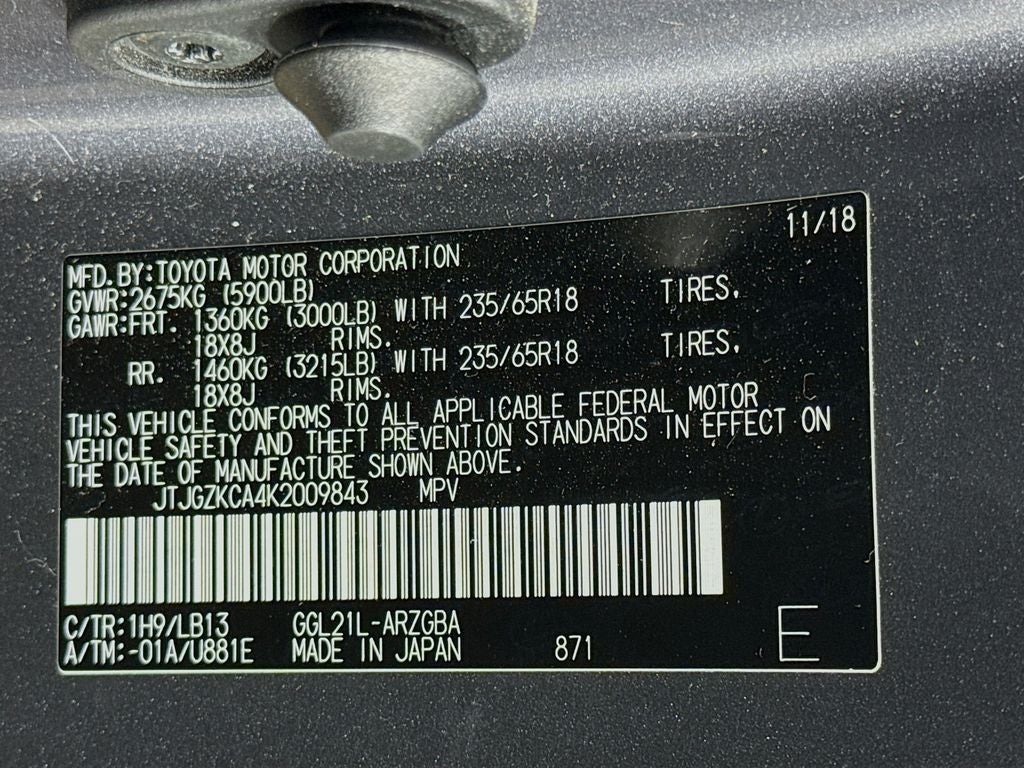 11/18
MFD. BY: TOYOTA MOTOR CORPORATION
GVWR: 2675KG (5900LB)
GAWR: FRT. 1360KG (3000LB) WITH 235/65R18 TIRES.
18X8J RIMS.
RR. 1460KG (3215LB) WITH 235/65R18 TIRES.
18X8J RIMS.
THIS VEHICLE CONFORMS TO ALL APPLICABLE FEDERAL MOTOR
VEHICLE SAFETY AND THEFT PREVENTION STANDARDS IN EFFECT ON
THE DATE OF MANUFACTURE SHOWN ABOVE.
JTJGZKCA4K2009843 MPV
C/TR: 1H9/LB13 GGL21L-ARZGBA
A/TM: -01A/U881E MADE IN JAPAN 871 E